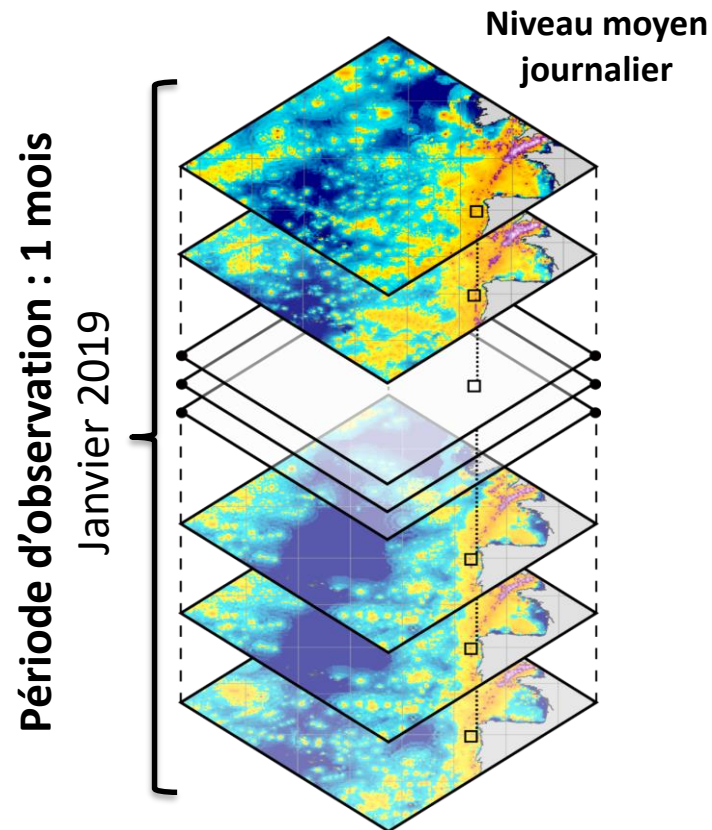 Niveau moyen
journalier
Période d'observation : 1 mois
Janvier 2019